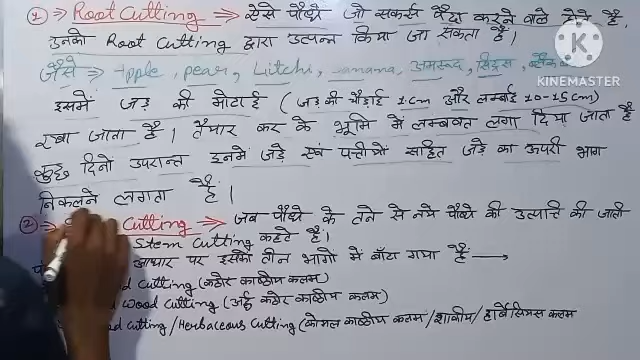 ① ⇒ Root Cutting ⇒ ऐसे पौधे जो सकर्स पैदा करने वाले होते है,
उनको Root Cutting द्वारा उत्पन्न किया जा सकता है।
जैसे ⇒ Apple, pear, Litchi, banana, अमरूद,
इसमें जड़ की मोटाई (जड़ की चौड़ाई 1cm और लम्बाई 10-15cm)
रखा जाता है। तैयार कर के भूमि में लम्बवत लगा दिया जाता है
कुछ दिनों उपरान्त इनमें जड़े एवं पत्तीयों सहित जड़े का ऊपरी भाग
निकलने लगता है।
② ⇒ Cutting ⇒ जब पौधे के तने से नये पौधे की उत्पत्ति की जाती
Stem Cutting कहते है।
आधार पर इसको तीन भागो में बाँटा गया है →
Cutting (कठोर काष्ठीय कलम)
wood Cutting (अर्द्ध कठोर काष्ठीय कलम)
Cutting / Herbaceous Cutting (कोमल काष्ठीय कलम / शाकीय / हार्बेसियस कलम
K
KINEMASTER